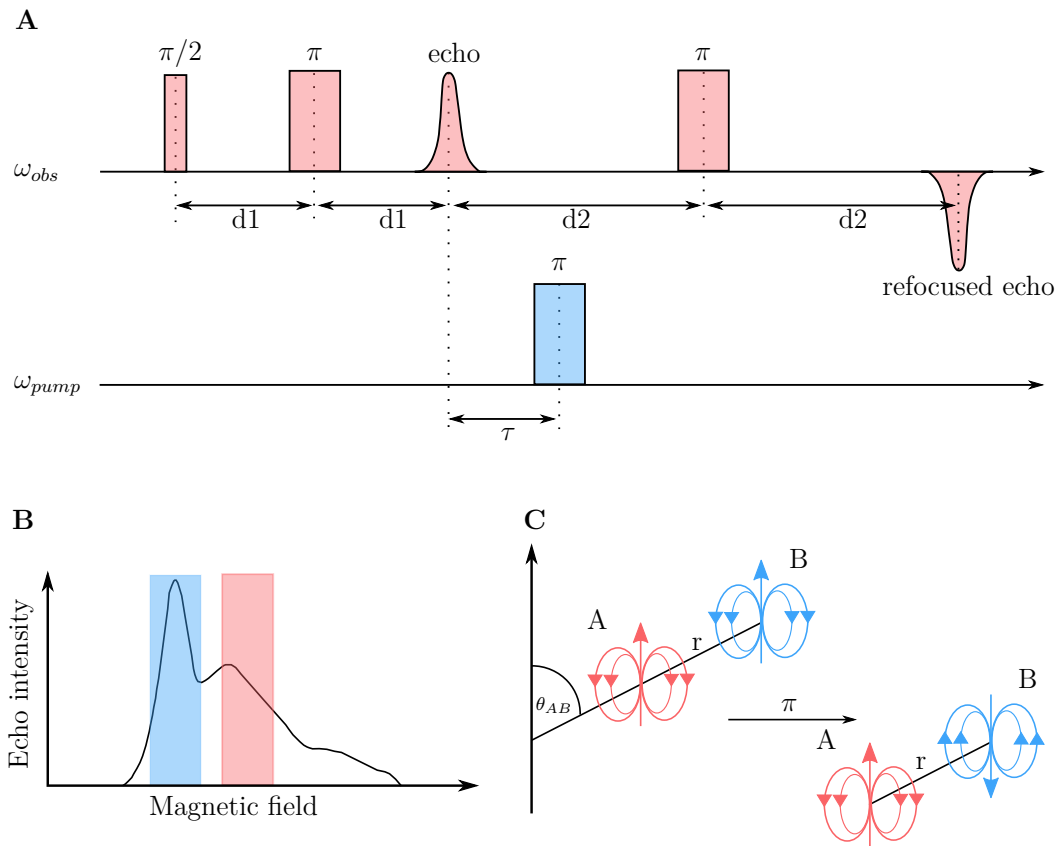 A
π/2 π echo π
ω_obs
d1 d1 d2 d2
π
refocused echo
ω_pump
τ
B C
Echo intensity
Magnetic field
B
A
r
θ_AB
π
B
A
r